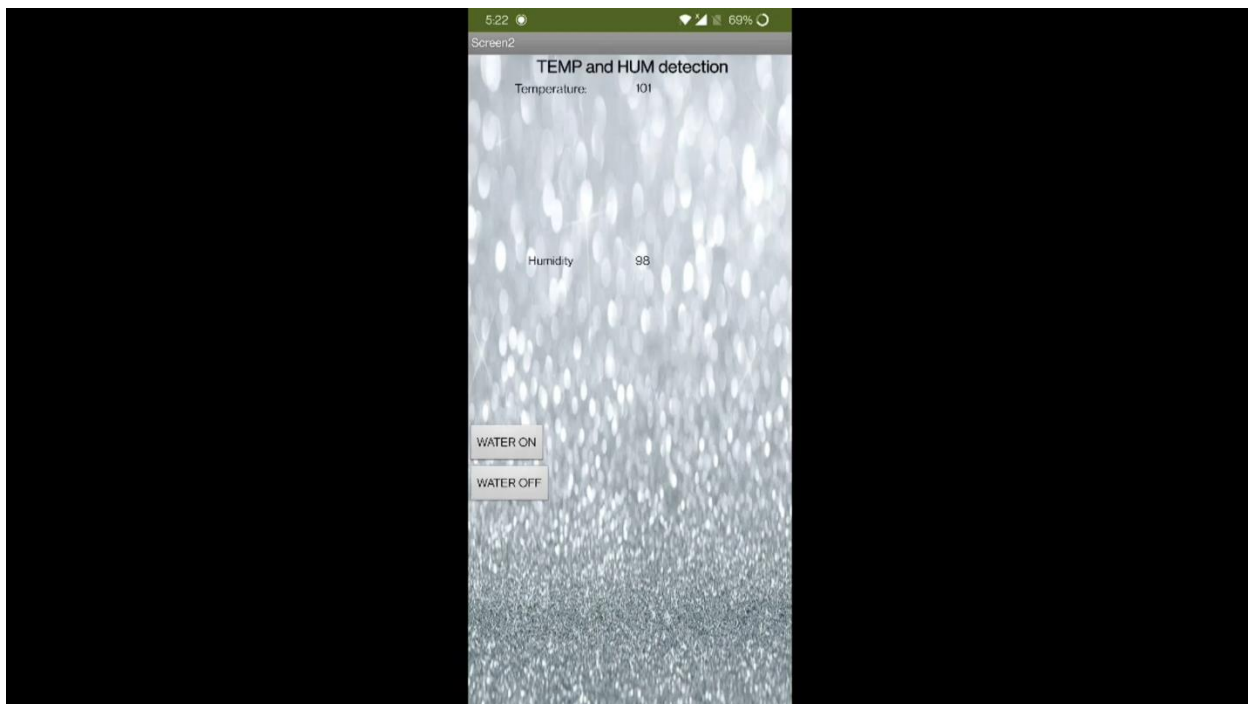 5:22 69%
Screen2
TEMP and HUM detection
Temperature: 101
Humidity 98
WATER ON
WATER OFF